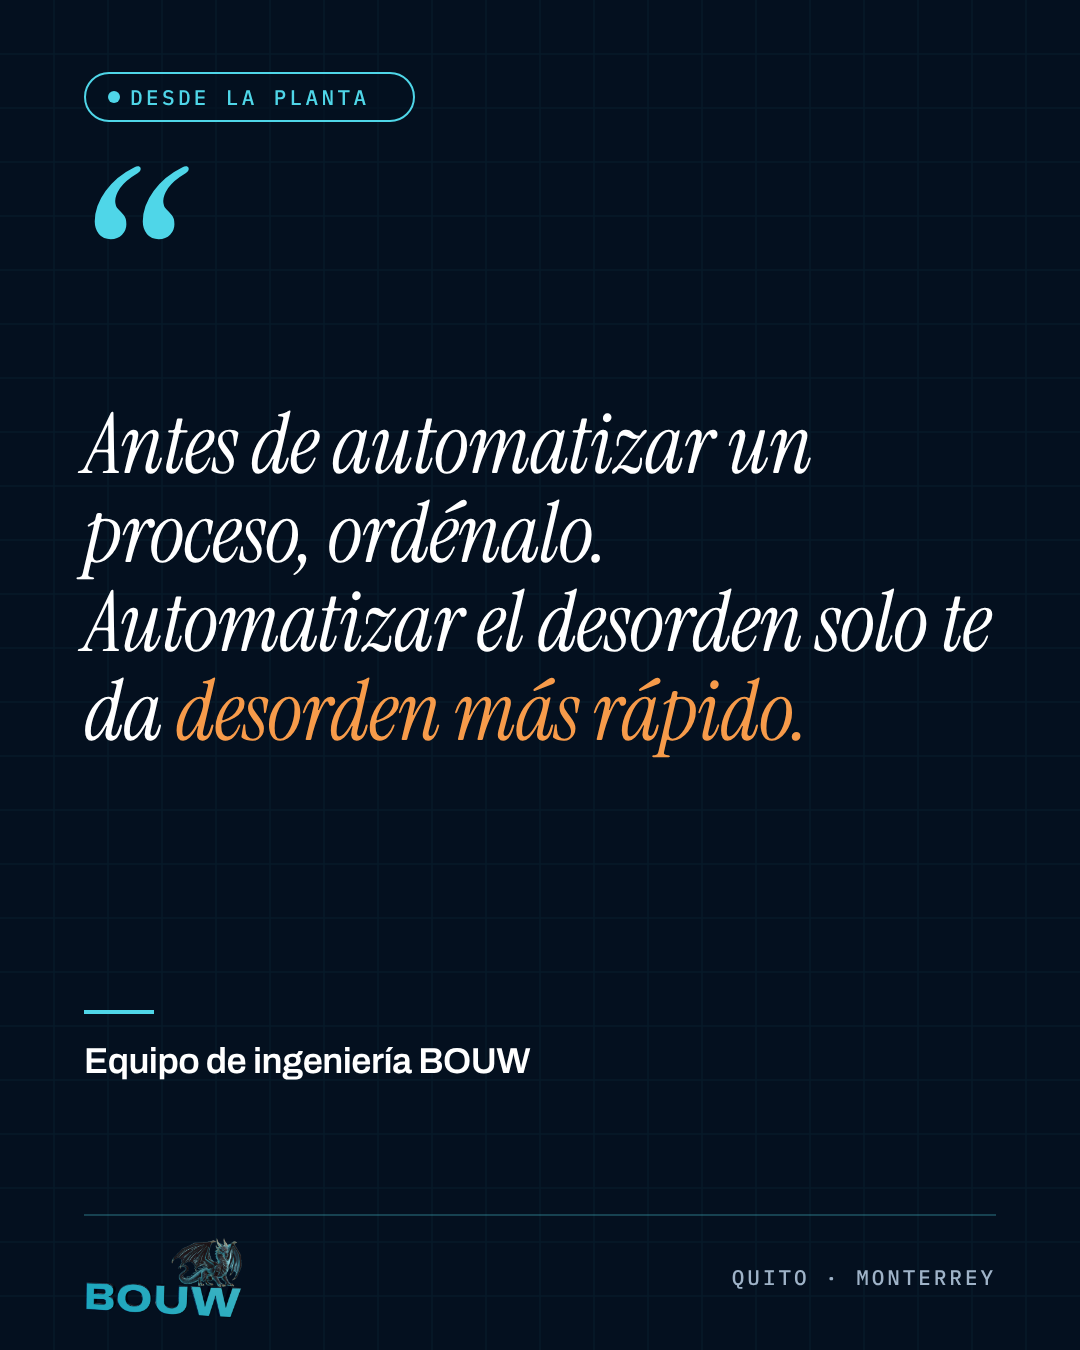 DESDE LA PLANTA
“
Antes de automatizar un
proceso, ordénalo.
Automatizar el desorden solo te
da desorden más rápido.
Equipo de ingeniería BOUW
BOUW
QUITO · MONTERREY